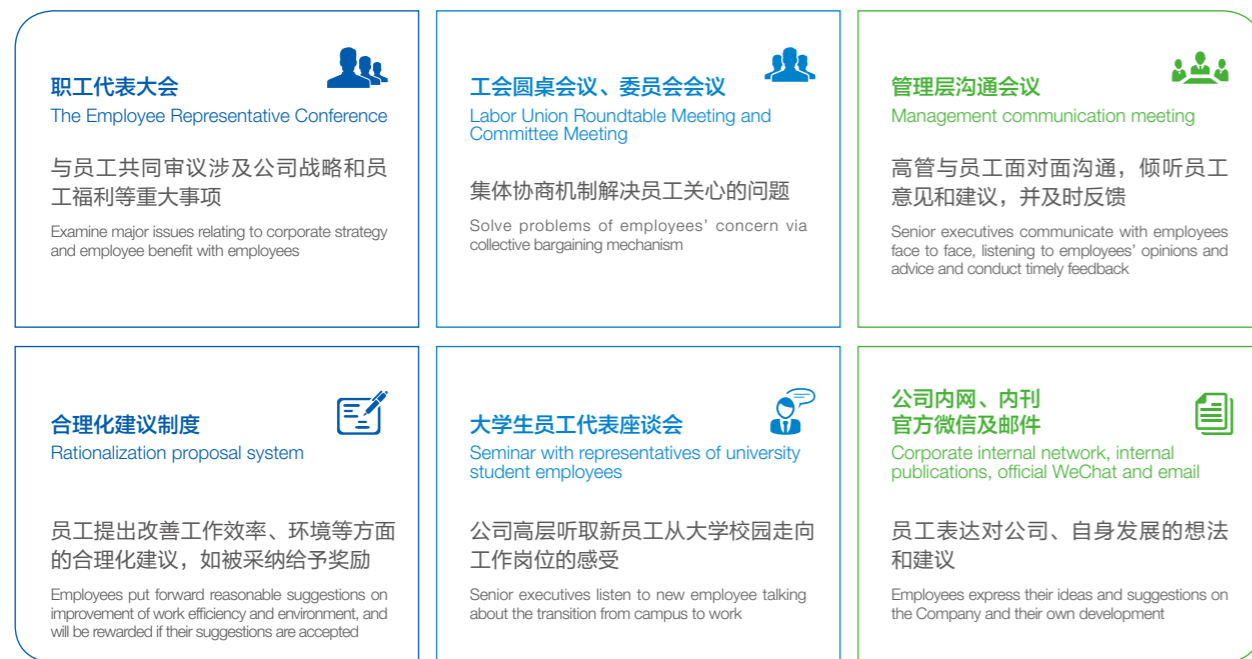 职工代表大会
The Employee Representative Conference
与员工共同审议涉及公司战略和员
工福利等重大事项
Examine major issues relating to corporate strategy
and employee benefit with employees
工会圆桌会议、委员会会议
Labor Union Roundtable Meeting and
Committee Meeting
集体协商机制解决员工关心的问题
Solve problems of employees' concern via
collective bargaining mechanism
管理层沟通会议
Management communication meeting
高管与员工面对面沟通，倾听员工
意见和建议，并及时反馈
Senior executives communicate with employees
face to face, listening to employees' opinions and
advice and conduct timely feedback
合理化建议制度
Rationalization proposal system
员工提出改善工作效率、环境等方面
的合理化建议，如被采纳给予奖励
Employees put forward reasonable suggestions on
improvement of work efficiency and environment, and
will be rewarded if their suggestions are accepted
大学生员工代表座谈会
Seminar with representatives of university
student employees
公司高层听取新员工从大学校园走向
工作岗位的感受
Senior executives listen to new employee talking
about the transition from campus to work
公司内网、内刊
官方微信及邮件
Corporate internal network, internal
publications, official WeChat and email
员工表达对公司、自身发展的想法
和建议
Employees express their ideas and suggestions on
the Company and their own development